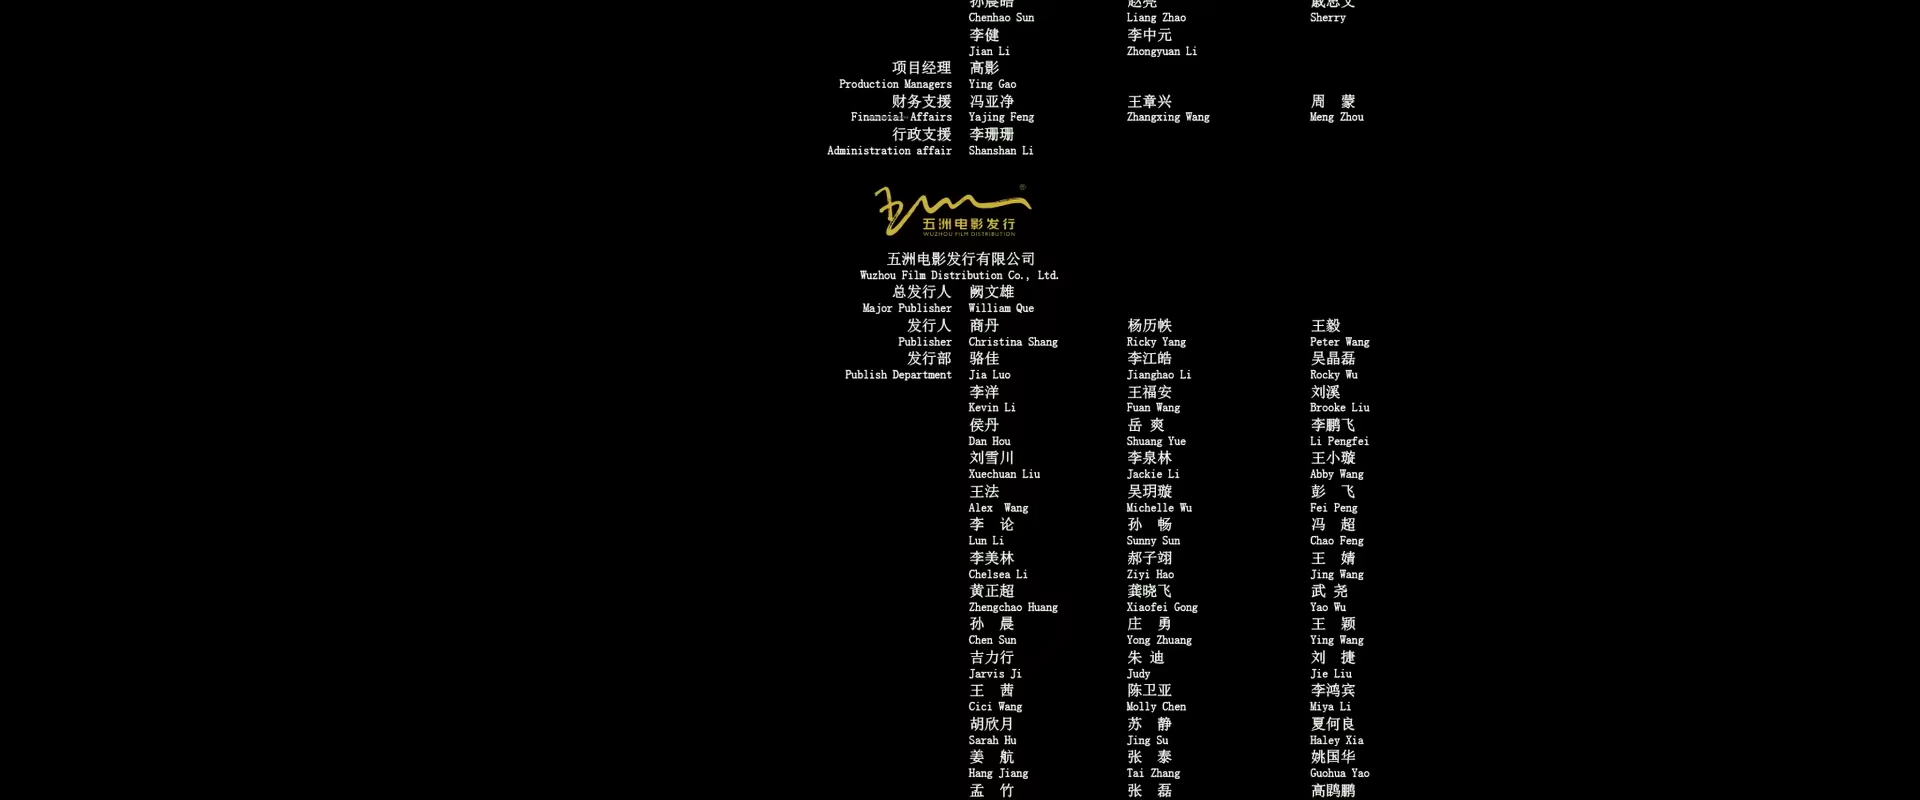 孙晨皓 赵亮 戚思文
Chenhao Sun Liang Zhao Sherry
李健 李中元
Jian Li Zhongyuan Li
项目经理 高影
Production Managers Ying Gao
财务支援 冯亚净 王章兴 周 蒙
Financial Affairs Yajing Feng Zhangxing Wang Meng Zhou
行政支援 李珊珊
Administration affair Shanshan Li
五洲电影发行
WUZHOU FILM DISTRIBUTION
五洲电影发行有限公司
Wuzhou Film Distribution Co., Ltd.
总发行人 阙文雄
Major Publisher William Que
发行人 商丹 杨历帙 王毅
Publisher Christina Shang Ricky Yang Peter Wang
发行部 骆佳 李江皓 吴晶磊
Publish Department Jia Luo Jianghao Li Rocky Wu
李洋 王福安 刘溪
Kevin Li Fuan Wang Brooke Liu
侯丹 岳 爽 李鹏飞
Dan Hou Shuang Yue Li Pengfei
刘雪川 李泉林 王小璇
Xuechuan Liu Jackie Li Abby Wang
王法 吴玥璇 彭 飞
Alex Wang Michelle Wu Fei Peng
李 论 孙 畅 冯 超
Lun Li Sunny Sun Chao Feng
李美林 郝子翊 王 婧
Chelsea Li Ziyi Hao Jing Wang
黄正超 龚晓飞 武 尧
Zhengchao Huang Xiaofei Gong Yao Wu
孙 晨 庄 勇 王 颖
Chen Sun Yong Zhuang Ying Wang
吉力行 朱 迪 刘 捷
Jarvis Ji Judy Jie Liu
王 茜 陈卫亚 李鸿宾
Cici Wang Molly Chen Miya Li
胡欣月 苏 静 夏何良
Sarah Hu Jing Su Haley Xia
姜 航 张 泰 姚国华
Hang Jiang Tai Zhang Guohua Yao
孟 竹 张 磊 高鹍鹏